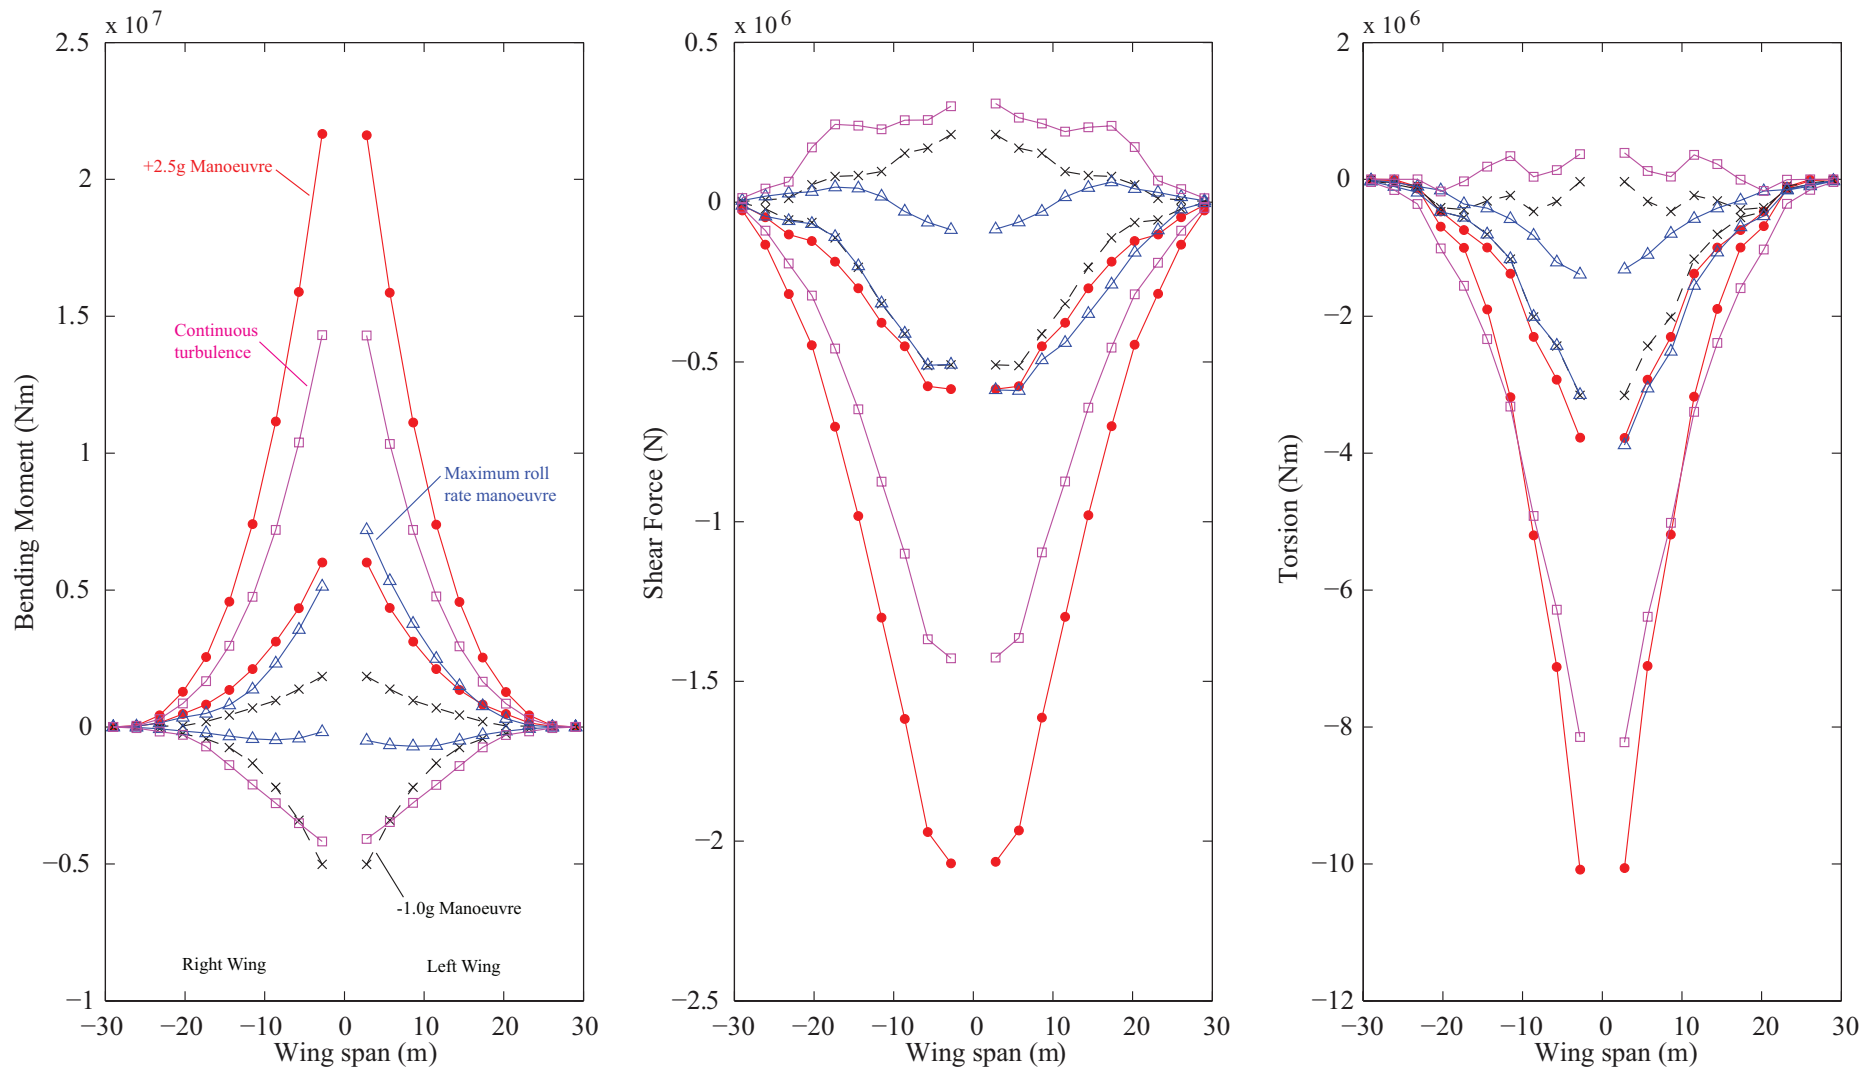 x 10^7
2.5
2
1.5
1
0.5
0
−0.5
−1
Bending Moment (Nm)
+2.5g Manoeuvre
Continuous
turbulence
Maximum roll
rate manoeuvre
-1.0g Manoeuvre
Right Wing
Left Wing
−30 −20 −10 0 10 20 30
Wing span (m)
x 10^6
0.5
0
−0.5
−1
−1.5
−2
−2.5
Shear Force (N)
−30 −20 −10 0 10 20 30
Wing span (m)
x 10^6
2
0
−2
−4
−6
−8
−10
−12
Torsion (Nm)
−30 −20 −10 0 10 20 30
Wing span (m)